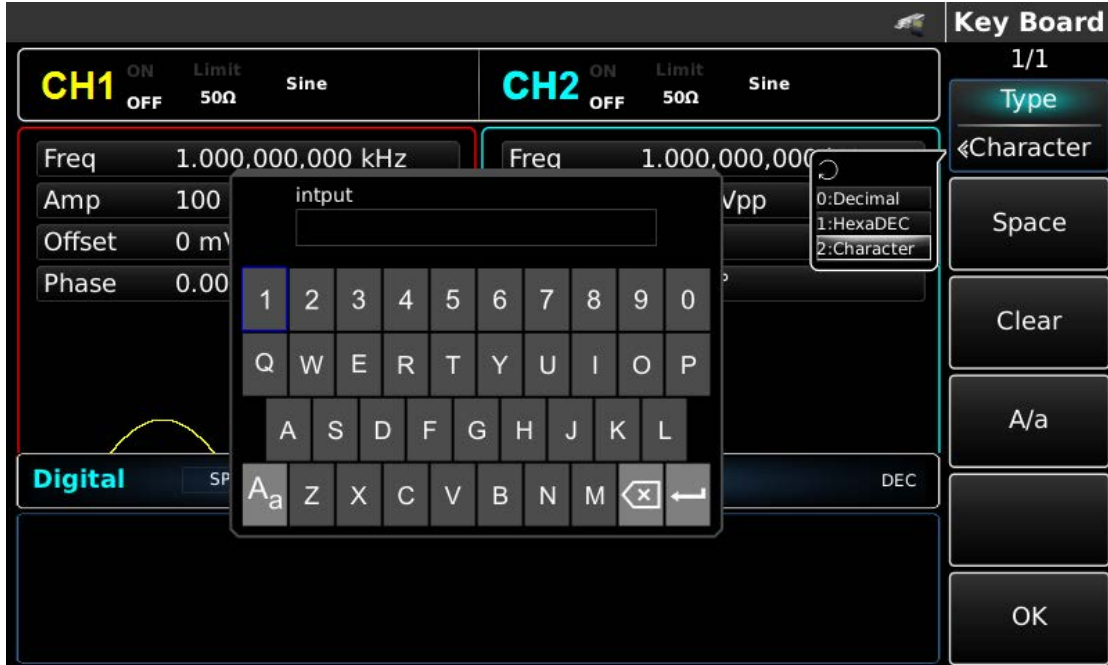 Key Board
1/1
CH1 ON OFF Limit 50Ω Sine
CH2 ON OFF Limit 50Ω Sine
Type
«Character
Freq 1.000,000,000 kHz
Freq 1.000,000,000
Amp 100
Vpp
Offset 0 m
Phase 0.00
°
0:Decimal
1:HexaDEC
2:Character
intput
1 2 3 4 5 6 7 8 9 0
Q W E R T Y U I O P
A S D F G H J K L
Aa Z X C V B N M
Space
Clear
A/a
Digital SP DEC
OK